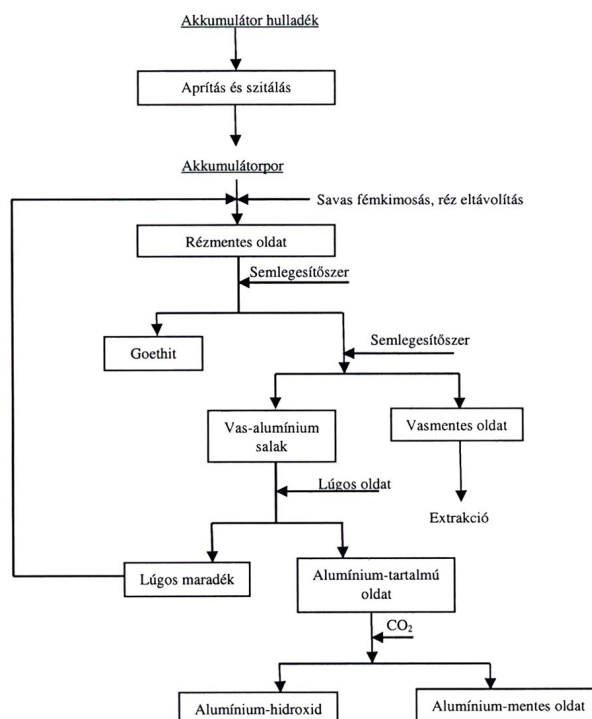 Akkumulátor hulladék
Aprítás és szitálás
Akkumulátorpor
Savas fémkimosás, réz eltávolítás
Rézmentes oldat
Semlegesítőszer
Goethit
Semlegesítőszer
Vas-alumínium
salak
Vasmentes oldat
Lúgos oldat
Extrakció
Lúgos maradék
Alumínium-tartalmú
oldat
CO₂
Alumínium-hidroxid
Alumínium-mentes oldat